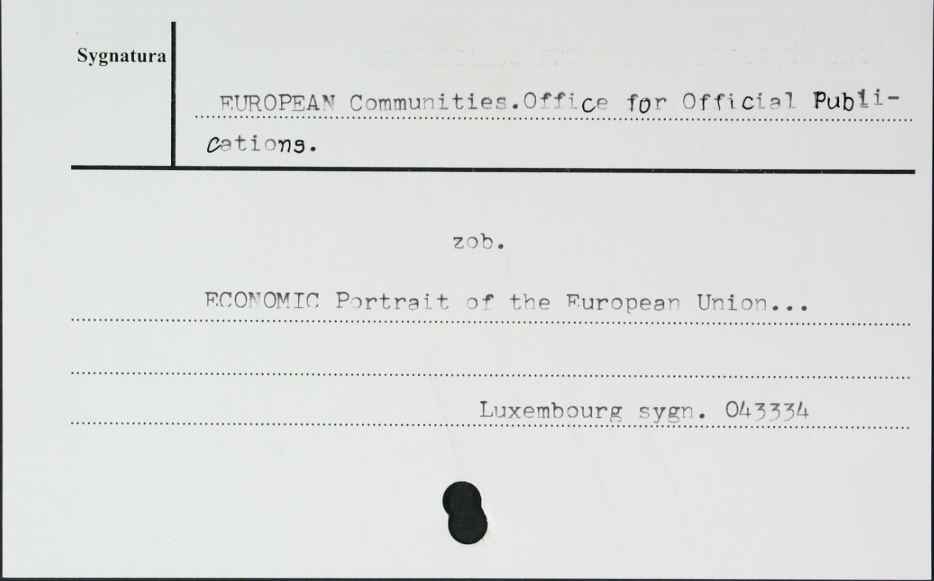 Sygnatura
EUROPEAN Communities.Office for Official Publi-
cations.
zob.
ECONOMIC Portrait of the European Union...
Luxembourg sygn. 043334